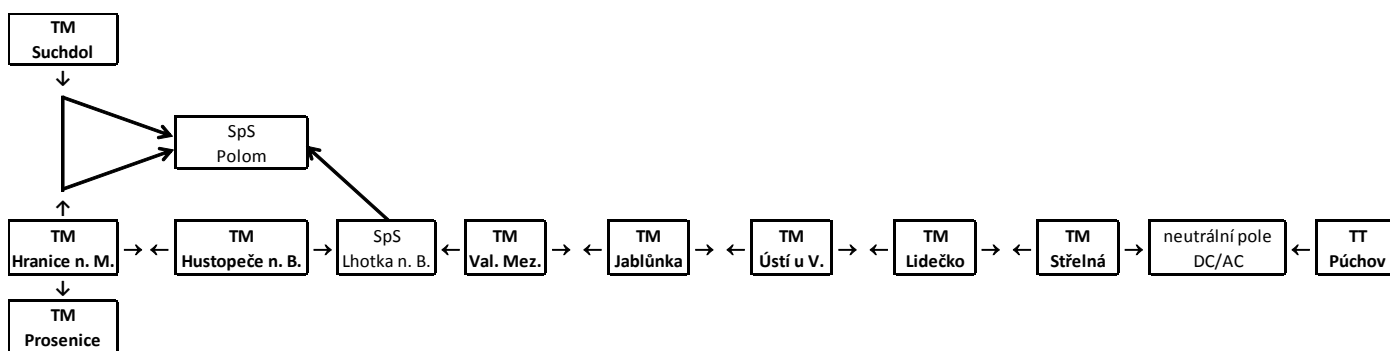 TM
Suchdol
SpS
Polom
TM
Hranice n. M.
TM
Hustopeče n. B.
SpS
Lhotka n. B.
TM
Val. Mez.
TM
Jablůnka
TM
Ústí u V.
TM
Lidečko
TM
Střelná
neutrální pole
DC/AC
TT
Púchov
TM
Prosenice